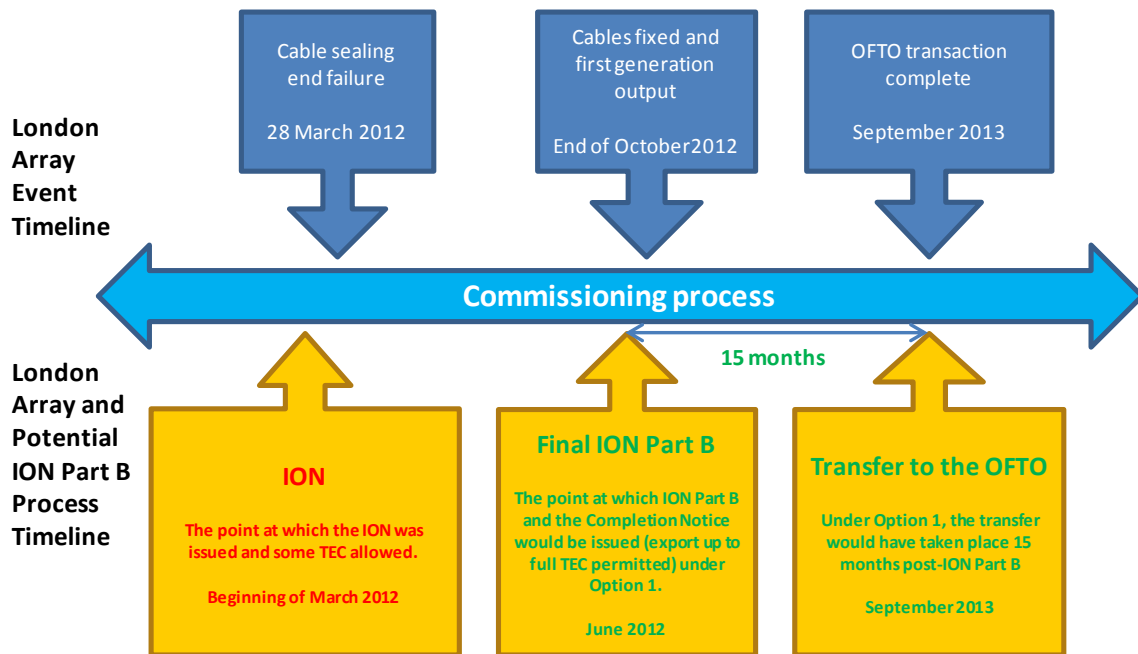 London
Array
Event
Timeline
Cable sealing
end failure
28 March 2012
Cables fixed and
first generation
output
End of October2012
OFTO transaction
complete
September 2013
Commissioning process
15 months
London
Array and
Potential
ION Part B
Process
Timeline
ION
The point at which the ION was
issued and some TEC allowed.
Beginning of March 2012
Final ION Part B
The point at which ION Part B
and the Completion Notice
would be issued (export up to
full TEC permitted) under
Option 1.
June 2012
Transfer to the OFTO
Under Option 1, the transfer
would have taken place 15
months post-ION Part B
September 2013